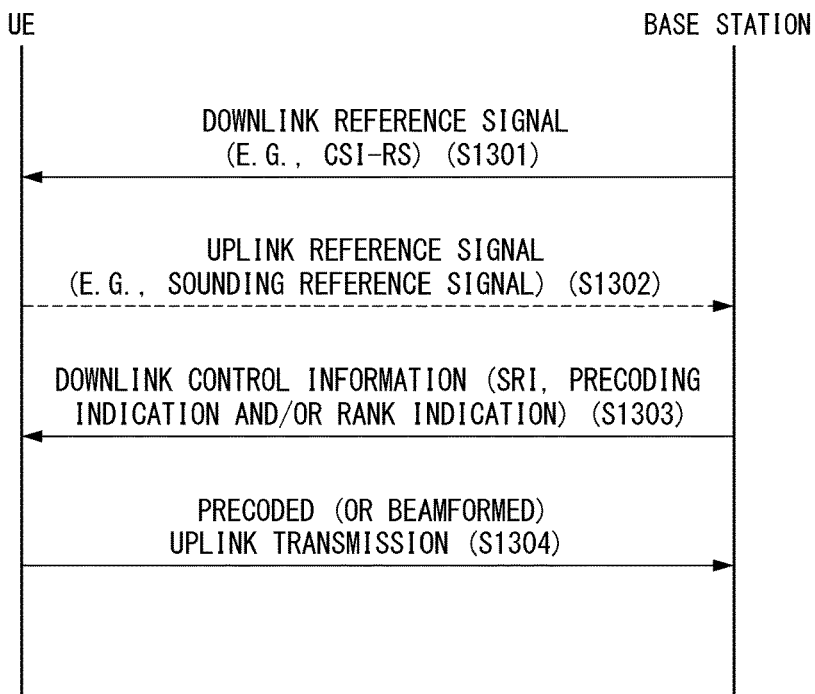 UE
BASE STATION
DOWNLINK REFERENCE SIGNAL
(E.G., CSI-RS) (S1301)
UPLINK REFERENCE SIGNAL
(E.G., SOUNDING REFERENCE SIGNAL) (S1302)
DOWNLINK CONTROL INFORMATION (SRI, PRECODING
INDICATION AND/OR RANK INDICATION) (S1303)
PRECODED (OR BEAMFORMED)
UPLINK TRANSMISSION (S1304)